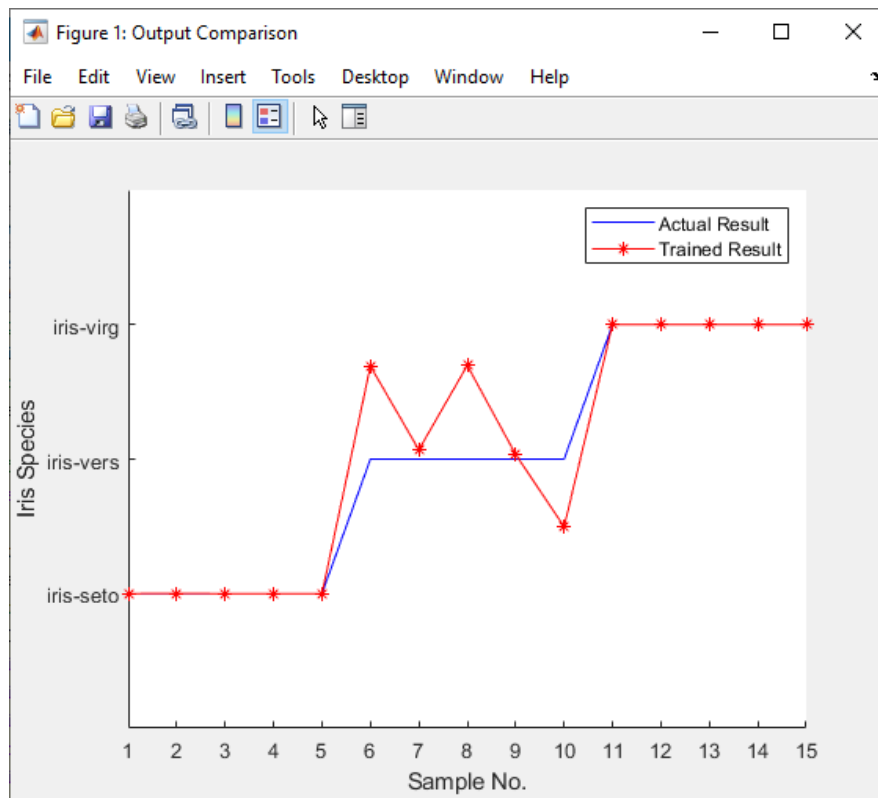 Figure 1: Output Comparison
File Edit View Insert Tools Desktop Window Help
Actual Result
Trained Result
iris-virg
iris-vers
iris-seto
Iris Species
1 2 3 4 5 6 7 8 9 10 11 12 13 14 15
Sample No.